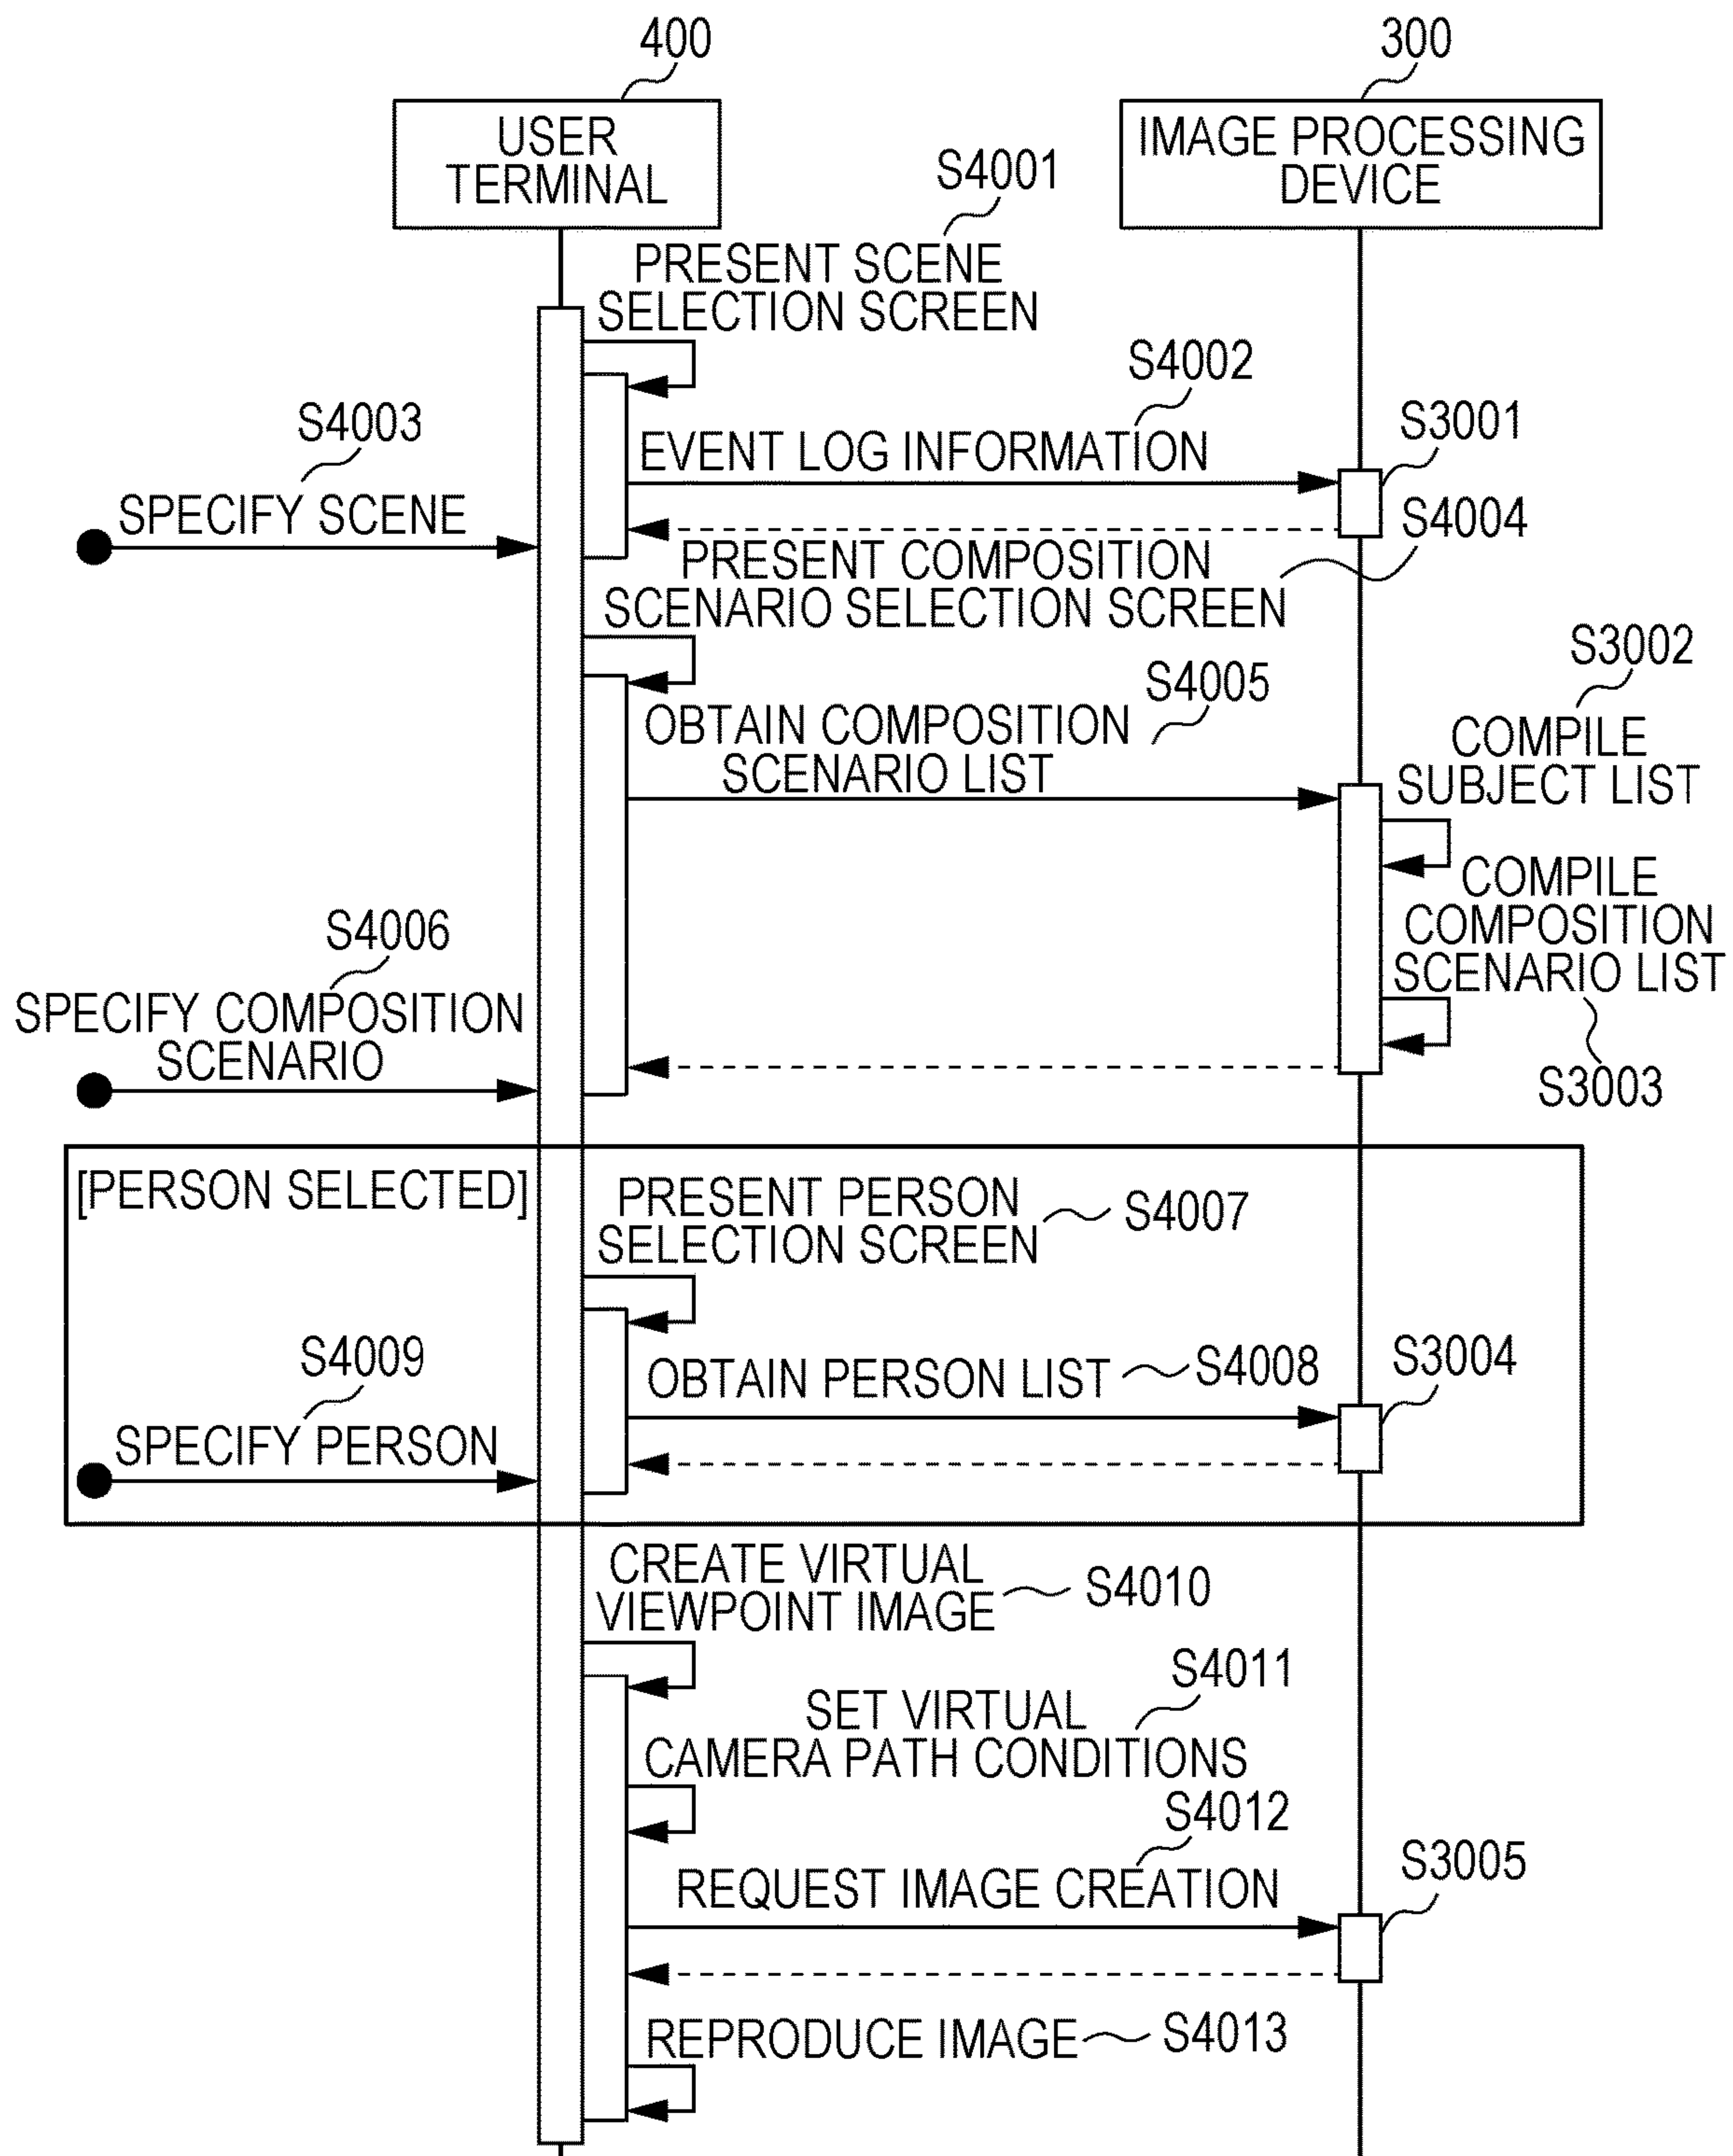 400
300
USER
TERMINAL
IMAGE PROCESSING
DEVICE
S4001
PRESENT SCENE
SELECTION SCREEN
S4002
S4003
EVENT LOG INFORMATION
S3001
SPECIFY SCENE
S4004
PRESENT COMPOSITION
SCENARIO SELECTION SCREEN
S3002
S4005
OBTAIN COMPOSITION
SCENARIO LIST
COMPILE
SUBJECT LIST
COMPILE
COMPOSITION
SCENARIO LIST
S4006
SPECIFY COMPOSITION
SCENARIO
S3003
[PERSON SELECTED]
PRESENT PERSON
SELECTION SCREEN
S4007
S4009
OBTAIN PERSON LIST
S4008
S3004
SPECIFY PERSON
CREATE VIRTUAL
VIEWPOINT IMAGE
S4010
S4011
SET VIRTUAL
CAMERA PATH CONDITIONS
S4012
REQUEST IMAGE CREATION
S3005
REPRODUCE IMAGE
S4013